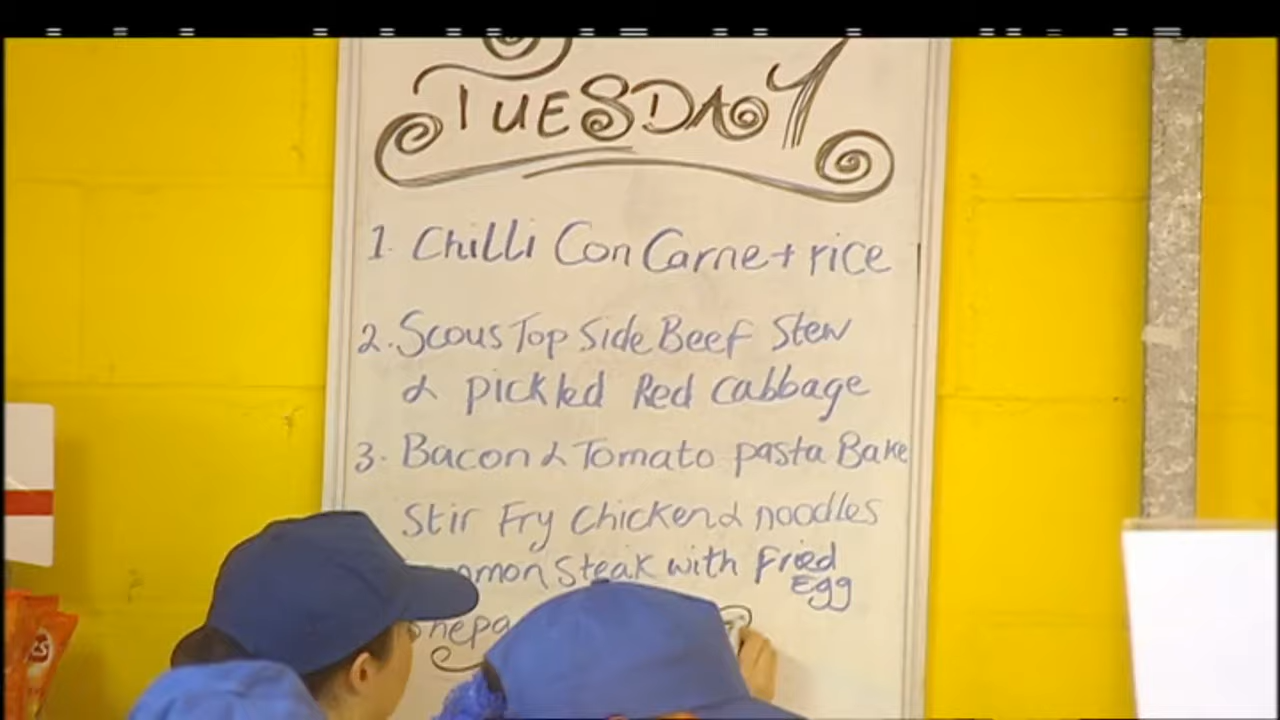 TUESDAY
1. Chilli Con Carne + rice
2. Scous Top Side Beef Stew
& pickled Red cabbage
3. Bacon & Tomato pasta Bake
Stir Fry Chicken & noodles
Steak with Fried
Egg